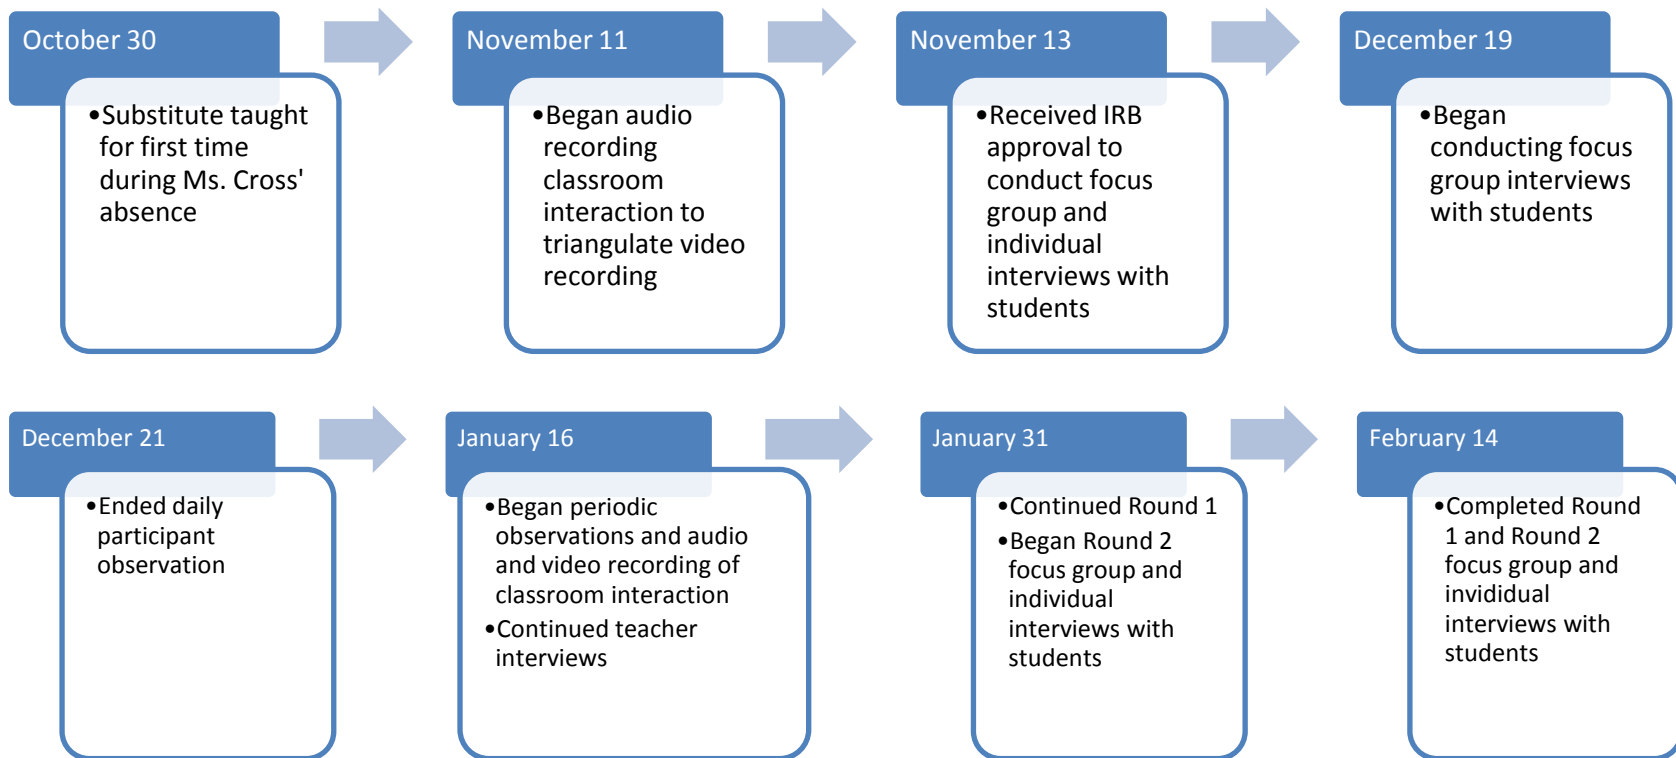 October 30
•Substitute taught
for first time
during Ms. Cross'
absence
November 11
•Began audio
recording
classroom
interaction to
triangulate video
recording
November 13
•Received IRB
approval to
conduct focus
group and
individual
interviews with
students
December 19
•Began
conducting focus
group interviews
with students
December 21
•Ended daily
participant
observation
January 16
•Began periodic
observations and audio
and video recording of
classroom interaction
•Continued teacher
interviews
January 31
•Continued Round 1
•Began Round 2
focus group and
individual
interviews with
students
February 14
•Completed Round
1 and Round 2
focus group and
invididual
interviews with
students